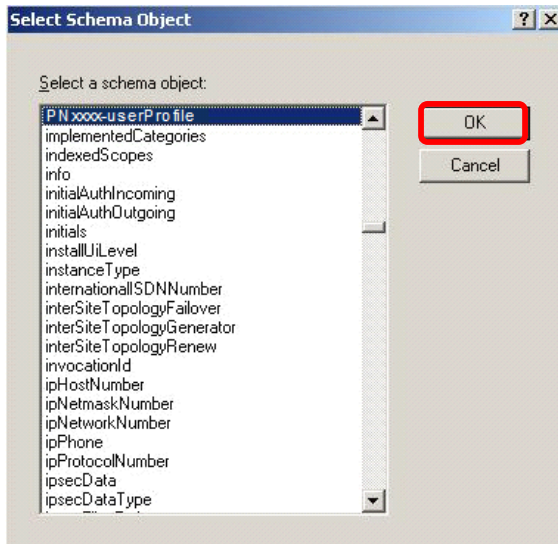 Select Schema Object
? X
Select a schema object:
PNxxxx-userProfile
implementedCategories
indexedScopes
info
initialAuthIncoming
initialAuthOutgoing
initials
installUiLevel
instanceType
internationalISDNNumber
interSiteTopologyFailover
interSiteTopologyGenerator
interSiteTopologyRenew
invocationId
ipHostNumber
ipNetmaskNumber
ipNetworkNumber
ipPhone
ipProtocolNumber
ipsecData
ipsecDataType
OK
Cancel